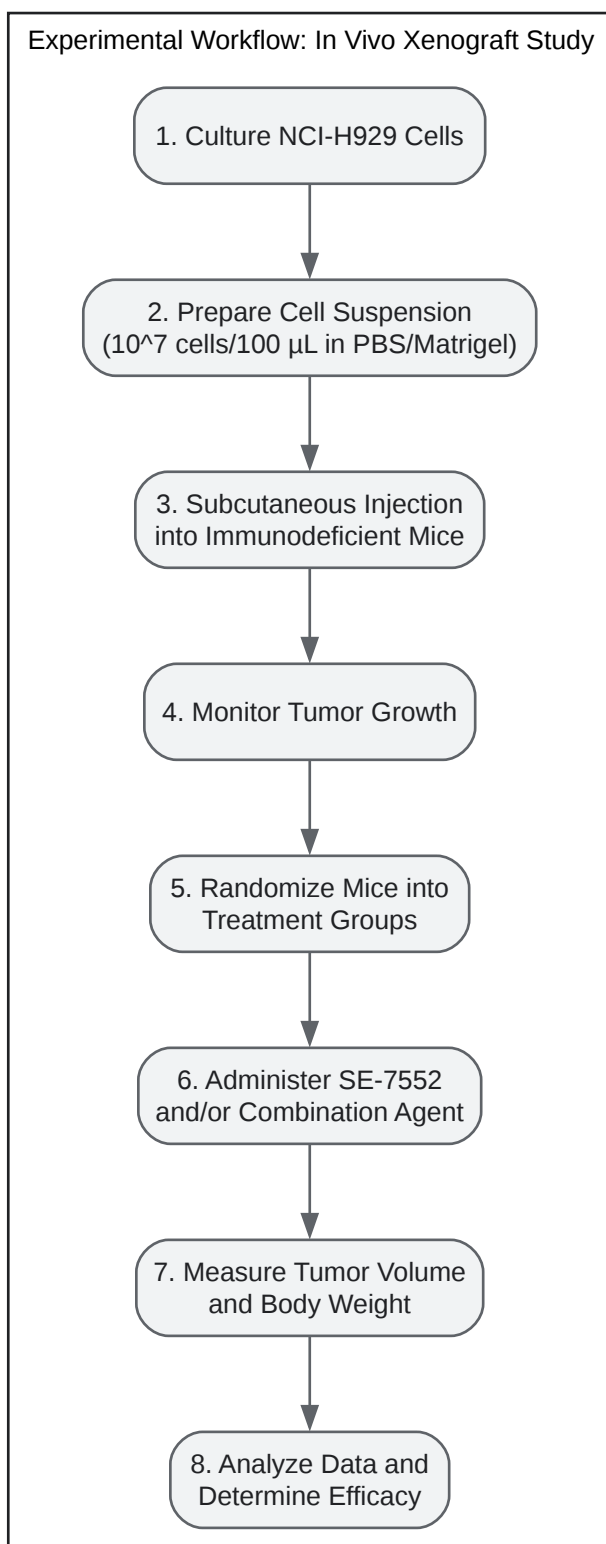 Experimental Workflow: In Vivo Xenograft Study
1. Culture NCI-H929 Cells
2. Prepare Cell Suspension
(10^7 cells/100 µL in PBS/Matrigel)
3. Subcutaneous Injection
into Immunodeficient Mice
4. Monitor Tumor Growth
5. Randomize Mice into
Treatment Groups
6. Administer SE-7552
and/or Combination Agent
7. Measure Tumor Volume
and Body Weight
8. Analyze Data and
Determine Efficacy